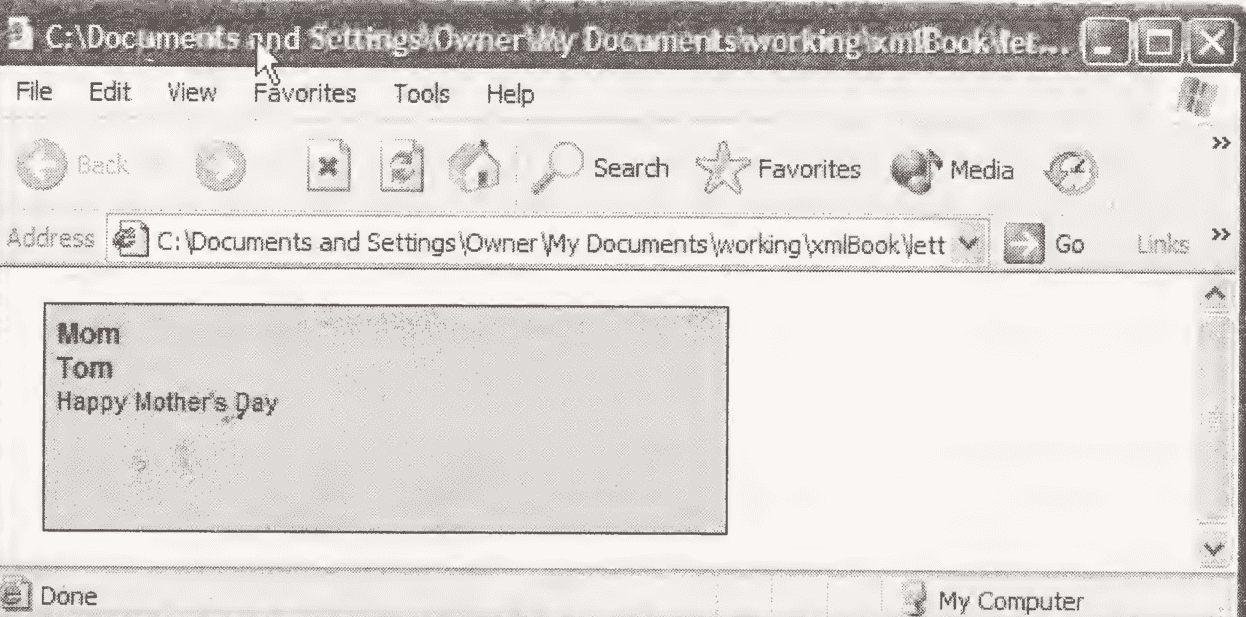 C:\Documents and Settings\Owner\My Documents\working\xmlBook\let...
File Edit View Favorites Tools Help
Back Search Favorites Media »
Address C:\Documents and Settings\Owner\My Documents\working\xmlBook\lett Go Links »
Mom
Tom
Happy Mother's Day
Done My Computer